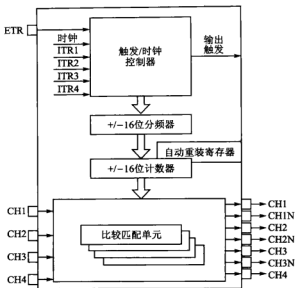 ETR
时钟
ITR1
ITR2
ITR3
ITR4
触发/时钟
控制器
输出
触发
+/-16位分频器
自动重装寄存器
+/-16位计数器
CH1
CH2
CH3
CH4
比较匹配单元
CH1
CH1N
CH2
CH2N
CH3
CH3N
CH4